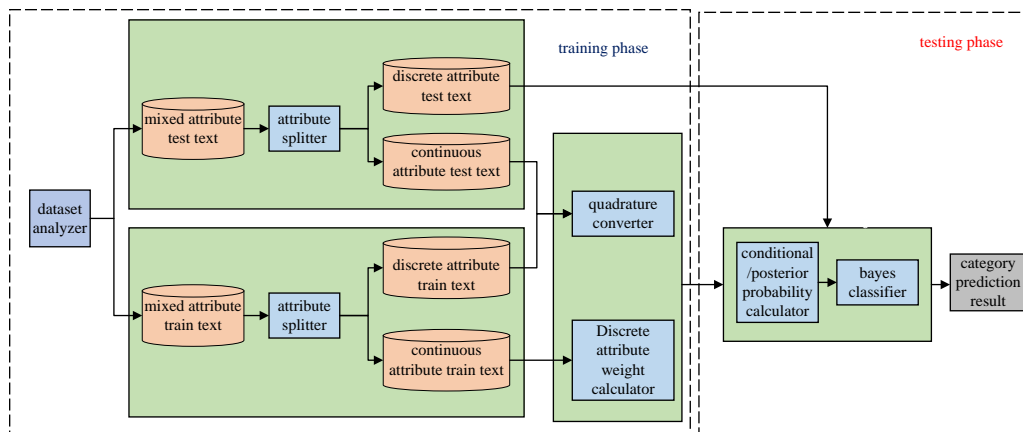 training phase
testing phase
discrete attribute
test text
mixed attribute
test text
attribute
splitter
continuous
attribute test text
dataset
analyzer
quadrature
converter
discrete attribute
train text
mixed attribute
train text
attribute
splitter
continuous
attribute train text
Discrete
attribute
weight
calculator
conditional
/posterior
probability
calculator
bayes
classifier
category
prediction
result